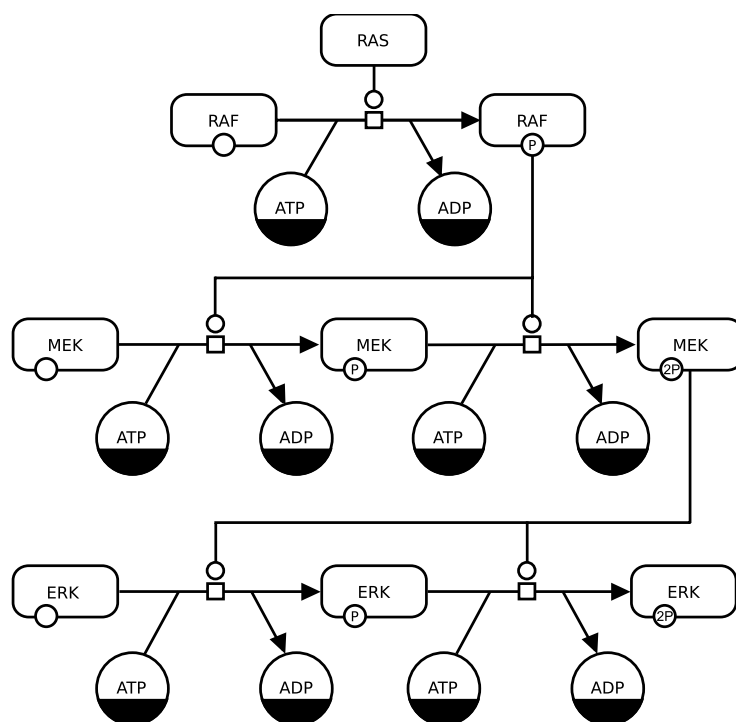 RAS
RAF
RAF
P
ATP
ADP
MEK
MEK
MEK
P
2P
ATP
ADP
ATP
ADP
ERK
ERK
ERK
P
2P
ATP
ADP
ATP
ADP